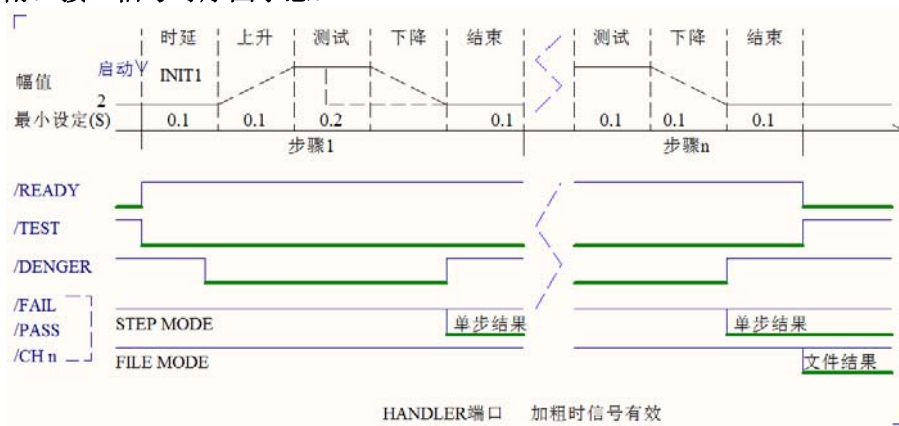 时延 上升 测试 下降 结束 测试 下降 结束
启动
INIT1
幅值
2
最小设定(S) 0.1 0.1 0.2 0.1 0.1 0.1 0.1
步骤1 步骤n
/READY
/TEST
/DENGER
/FAIL
/PASS STEP MODE 单步结果 单步结果
/CH n FILE MODE 文件结果
HANDLER端口 加粗时信号有效